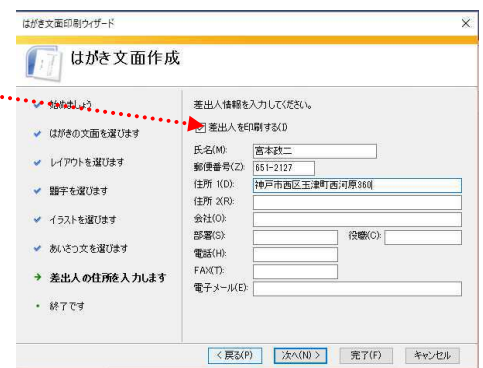 はがき文面印刷ウィザード
はがき文面作成
始めましょう
はがきの文面を選びます
レイアウトを選びます
題字を選びます
イラストを選びます
あいさつ文を選びます
差出人の住所を入力します
終了です
差出人情報を入力してください。
差出人を印刷する(I)
氏名(M): 宮本政二
郵便番号(Z): 651-2127
住所 1(D): 神戸市西区玉津町西河原360
住所 2(R):
会社(O):
部署(S): 役職(C):
電話(H):
FAX(T):
電子メール(E):
< 戻る(P) 次へ(N) > 完了(F) キャンセル